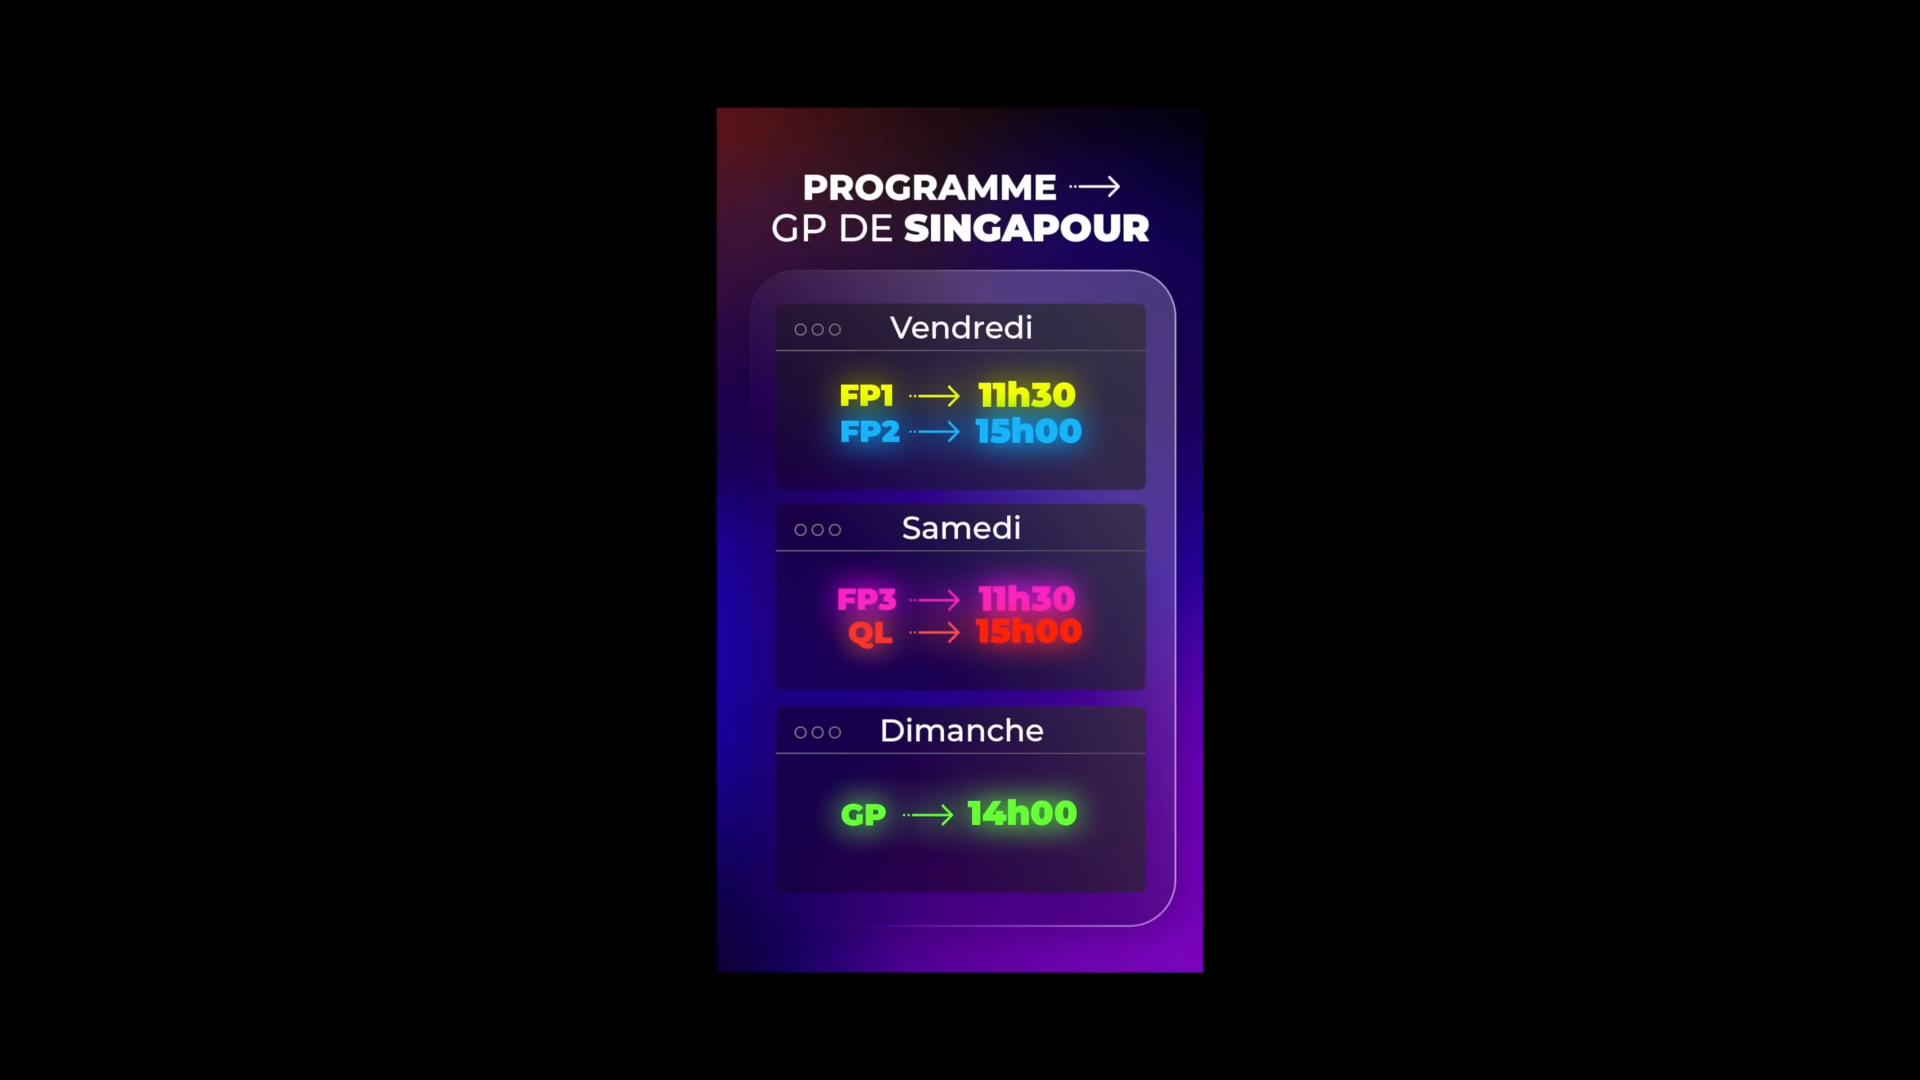 PROGRAMME
GP DE SINGAPOUR
Vendredi
FP1 11h30
FP2 15h00
Samedi
FP3 11h30
QL 15h00
Dimanche
GP 14h00